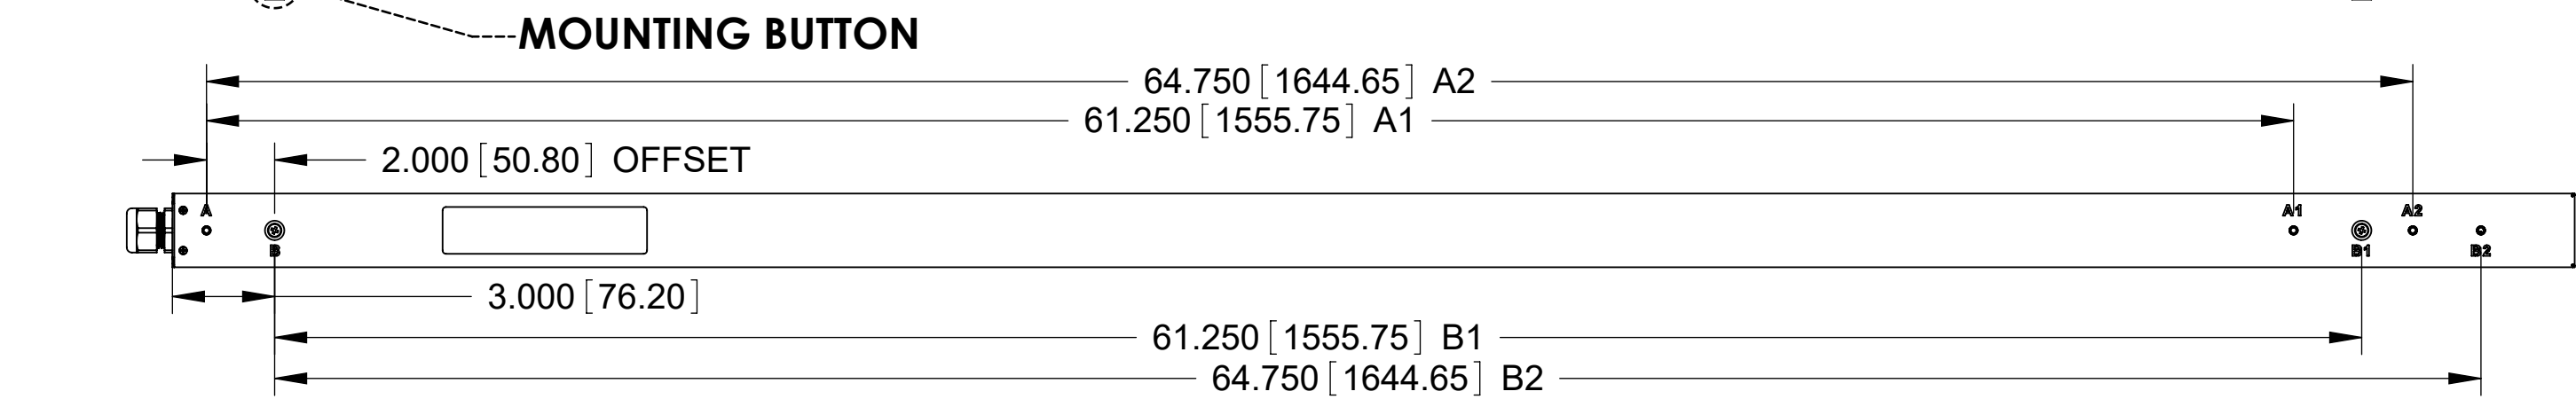 MOUNTING BUTTON
64.750 [1644.65] A2
61.250 [1555.75] A1
2.000 [50.80] OFFSET
A A1 A2
B B1 B2
3.000 [76.20]
61.250 [1555.75] B1
64.750 [1644.65] B2